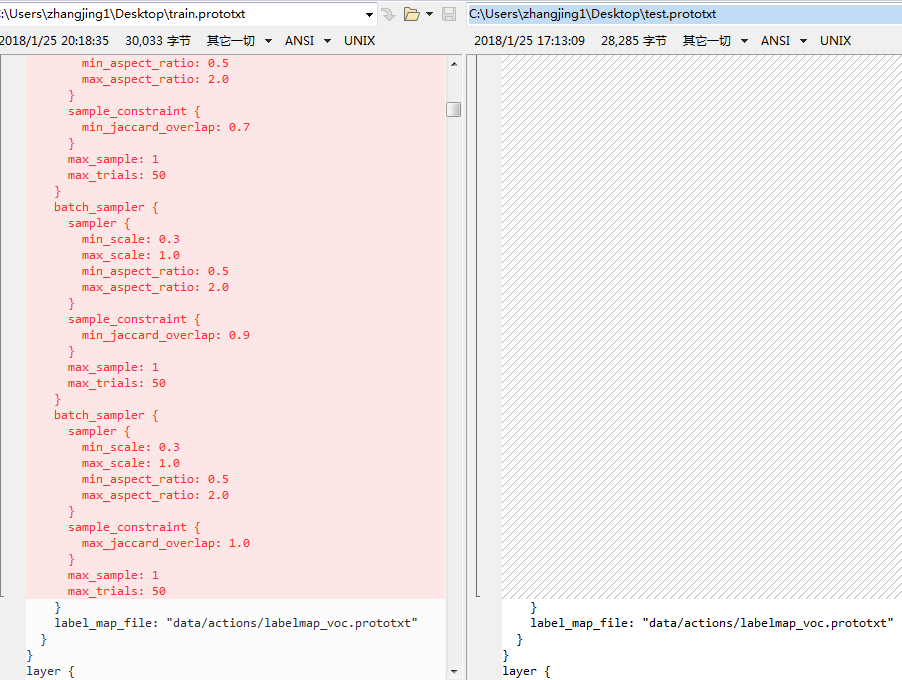 :\Users\zhangjing1\Desktop\train.prototxt
2018/1/25 20:18:35 30,033 字节 其它一切 ANSI UNIX
min_aspect_ratio: 0.5
max_aspect_ratio: 2.0
}
sample_constraint {
min_jaccard_overlap: 0.7
}
max_sample: 1
max_trials: 50
}
batch_sampler {
sampler {
min_scale: 0.3
max_scale: 1.0
min_aspect_ratio: 0.5
max_aspect_ratio: 2.0
}
sample_constraint {
min_jaccard_overlap: 0.9
}
max_sample: 1
max_trials: 50
}
batch_sampler {
sampler {
min_scale: 0.3
max_scale: 1.0
min_aspect_ratio: 0.5
max_aspect_ratio: 2.0
}
sample_constraint {
max_jaccard_overlap: 1.0
}
max_sample: 1
max_trials: 50
}
label_map_file: "data/actions/labelmap_voc.prototxt"
}
}
layer {
C:\Users\zhangjing1\Desktop\test.prototxt
2018/1/25 17:13:09 28,285 字节 其它一切 ANSI UNIX
}
label_map_file: "data/actions/labelmap_voc.prototxt"
}
}
layer {